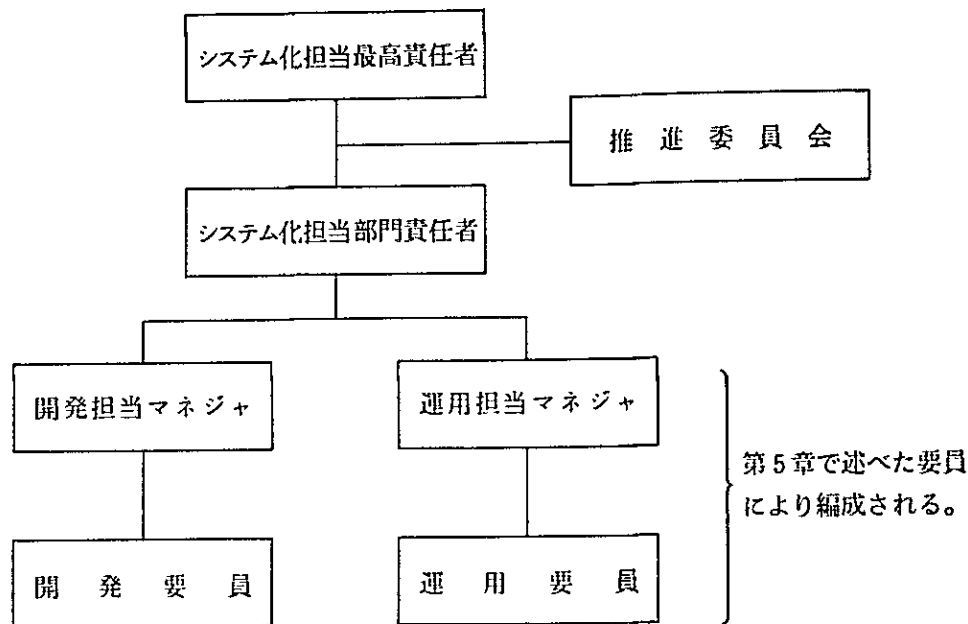 システム化担当最高責任者
推進委員会
システム化担当部門責任者
開発担当マネジャ
運用担当マネジャ
第5章で述べた要員
により編成される。
開発要員
運用要員